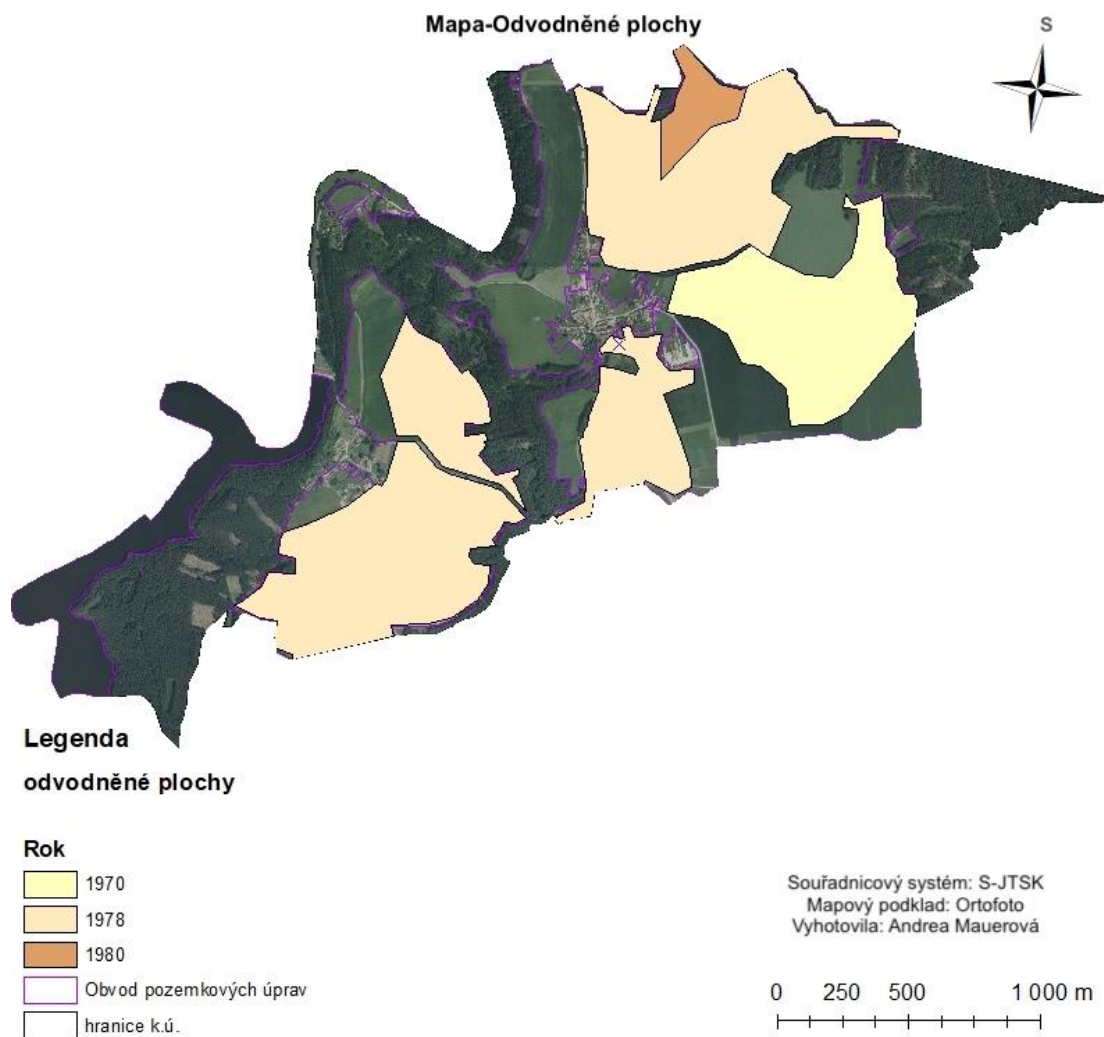 Mapa-Odvodněné plochy
S
Legenda
odvodněné plochy
Rok
1970
1978
1980
Obvod pozemkových úprav
hranice k.ú.
Souřadnicový systém: S-JTSK
Mapový podklad: Ortofoto
Vyhotovila: Andrea Mauerová
0 250 500 1 000 m